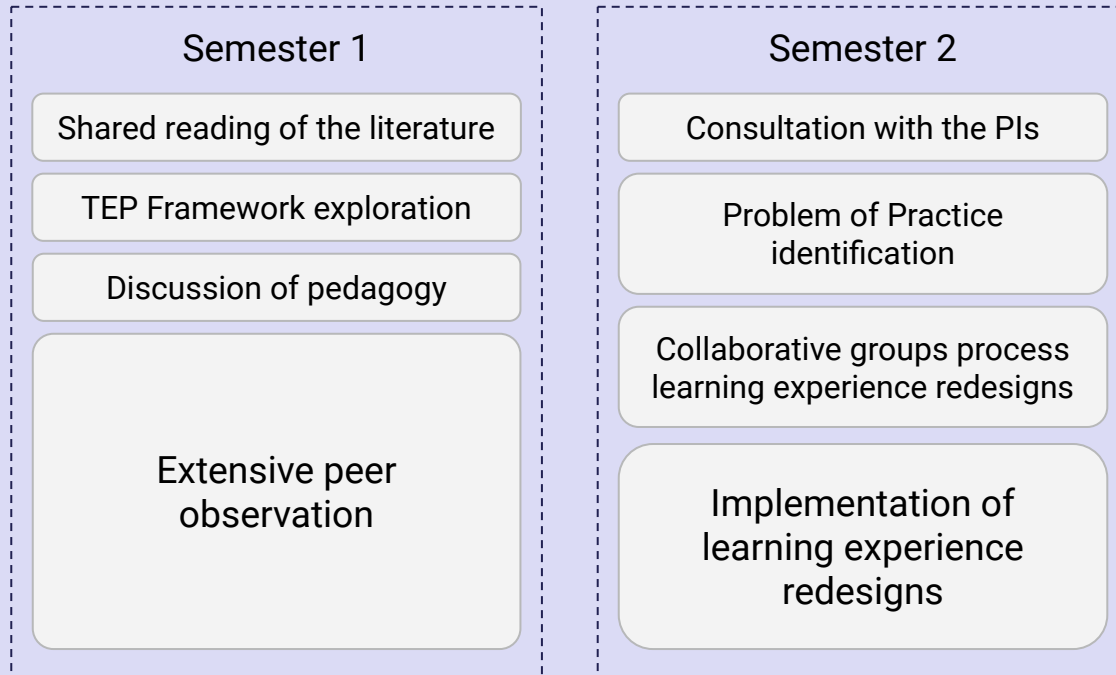 Semester 1
Shared reading of the literature
TEP Framework exploration
Discussion of pedagogy
Extensive peer
observation
Semester 2
Consultation with the PIs
Problem of Practice
identification
Collaborative groups process
learning experience redesigns
Implementation of
learning experience
redesigns